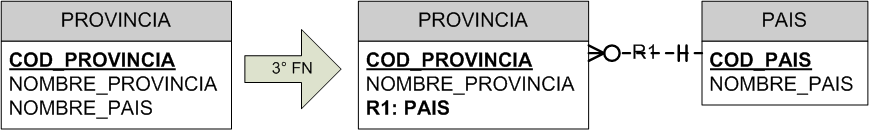 PROVINCIA
COD_PROVINCIA
NOMBRE_PROVINCIA
NOMBRE_PAIS
3° FN
PROVINCIA
COD_PROVINCIA
NOMBRE_PROVINCIA
R1: PAIS
R1
PAIS
COD_PAIS
NOMBRE_PAIS